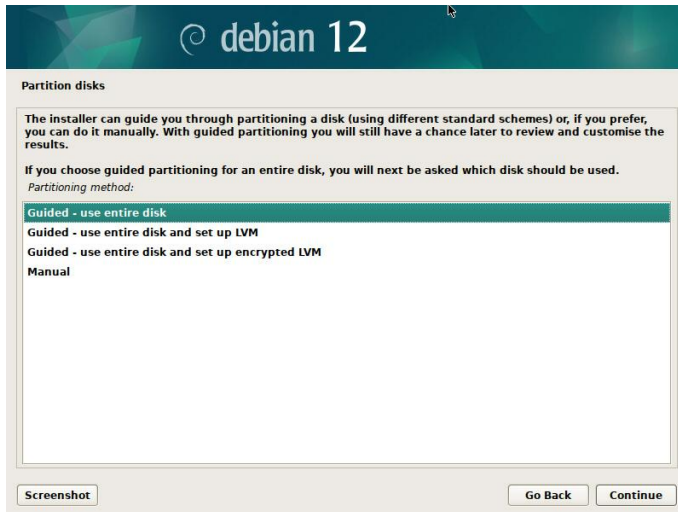 debian 12
Partition disks
The installer can guide you through partitioning a disk (using different standard schemes) or, if you prefer,
you can do it manually. With guided partitioning you will still have a chance later to review and customise the
results.
If you choose guided partitioning for an entire disk, you will next be asked which disk should be used.
Partitioning method:
Guided - use entire disk
Guided - use entire disk and set up LVM
Guided - use entire disk and set up encrypted LVM
Manual
Screenshot
Go Back
Continue